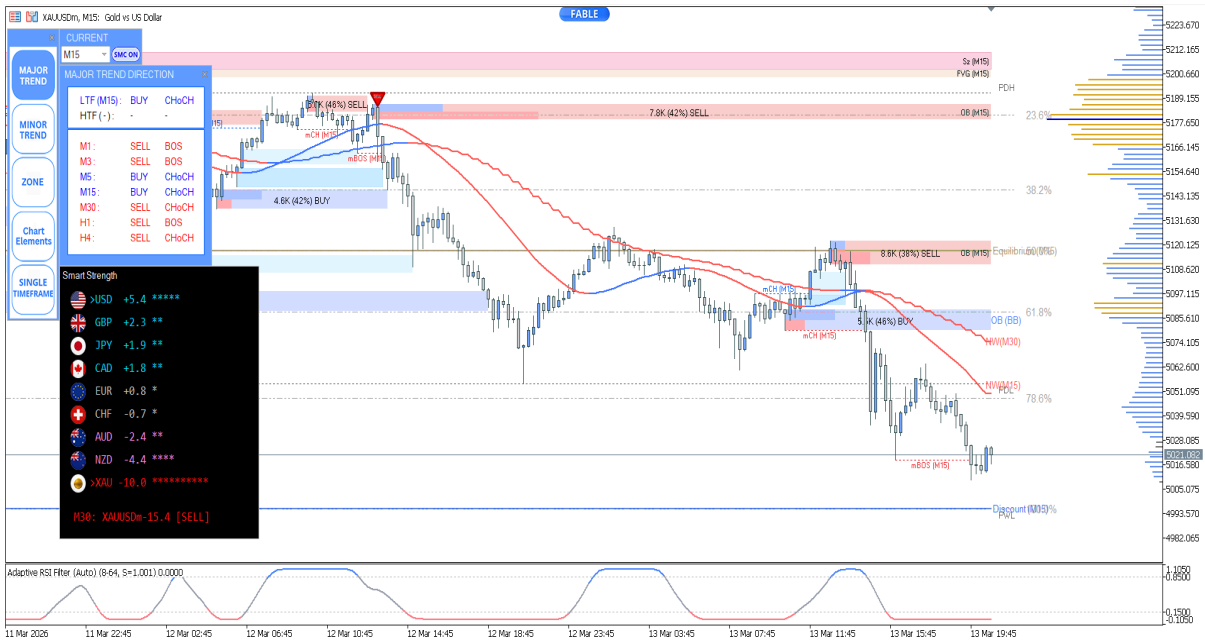 XAUUSDm, M15: Gold vs US Dollar
FABLE
CURRENT
M15
SMC ON
MAJOR TREND DIRECTION
LTF (M15) : BUY CHoCH
HTF ( - ) : - -
M1 : SELL BOS
M3 : SELL BOS
M5 : BUY CHoCH
M15 : BUY CHoCH
M30 : SELL CHoCH
H1 : SELL BOS
H4 : SELL CHoCH
MAJOR
TREND
MINOR
TREND
ZONE
Chart
Elements
SINGLE
TIMEFRAME
Smart Strength
>USD +5.4 *****
GBP +2.3 **
JPY +1.9 **
CAD +1.8 **
EUR +0.8 *
CHF -0.7 *
AUD -2.4 **
NZD -4.4 ****
>XAU -10.0 **********
M30: XAUUSDm-15.4 [SELL]
Sz (M15)
FVG (M15)
PDH
(46%) SELL
7.8K (42%) SELL
OB (M15)
23.6%
mCH (M15)
mBOS (M15)
38.2%
4.6K (42%) BUY
8.6K (38%) SELL
OB (M15)
Equilibrium
mCH (M15)
61.8%
(46%) BUY
OB (BB)
mCH (M15)
NW(M30)
NW(M15)
PDL
78.6%
mBOS (M15)
Discount
PWL
5223.670
5212.165
5200.660
5189.155
5177.650
5166.145
5154.640
5143.135
5131.630
5120.125
5108.620
5097.115
5085.610
5074.105
5062.600
5051.095
5039.590
5028.085
5021.082
5016.580
5005.075
4993.570
4982.065
Adaptive RSI Filter (Auto) (8-64, S=1.001) 0.0000
1.1050
0.8500
0.1500
-0.1050
11 Mar 2026
11 Mar 22:45
12 Mar 02:45
12 Mar 06:45
12 Mar 10:45
12 Mar 14:45
12 Mar 18:45
12 Mar 23:45
13 Mar 03:45
13 Mar 07:45
13 Mar 11:45
13 Mar 15:45
13 Mar 19:45